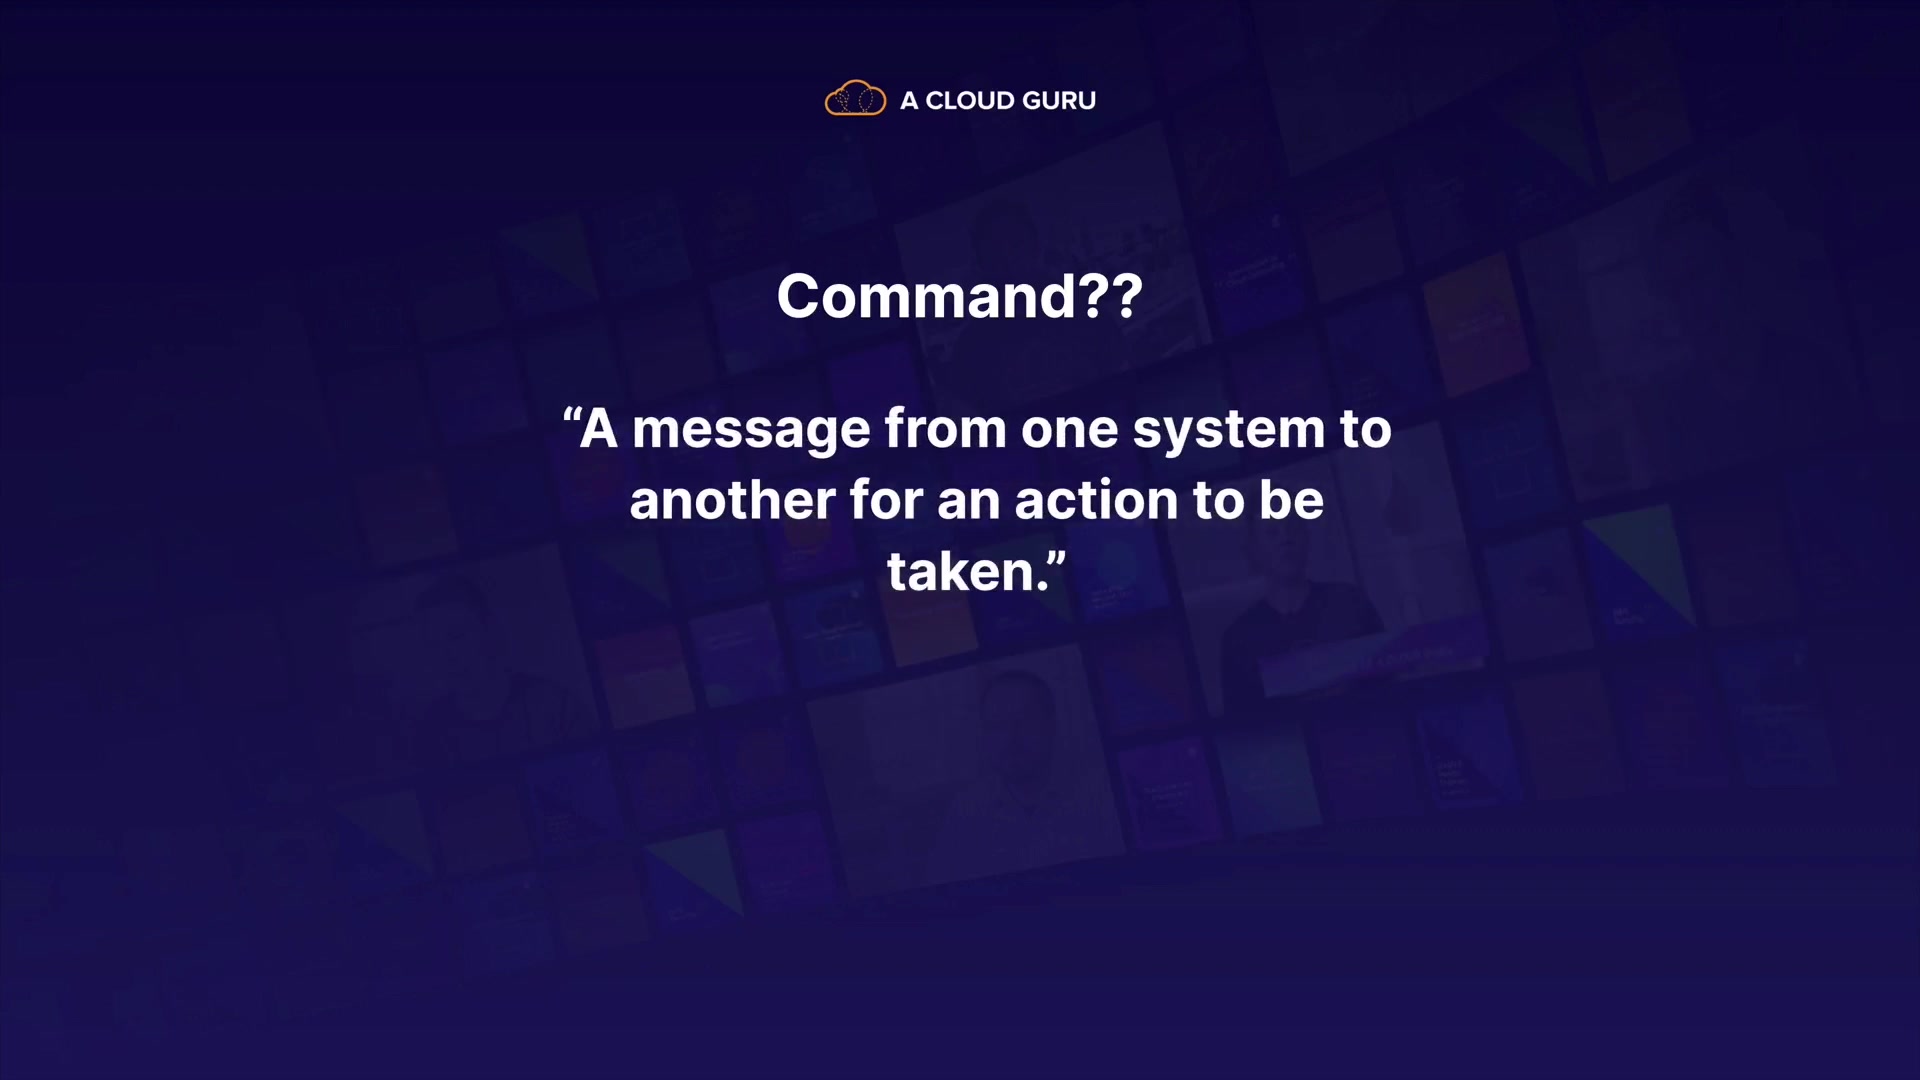 A CLOUD GURU
Command??
“A message from one system to
another for an action to be
taken.”